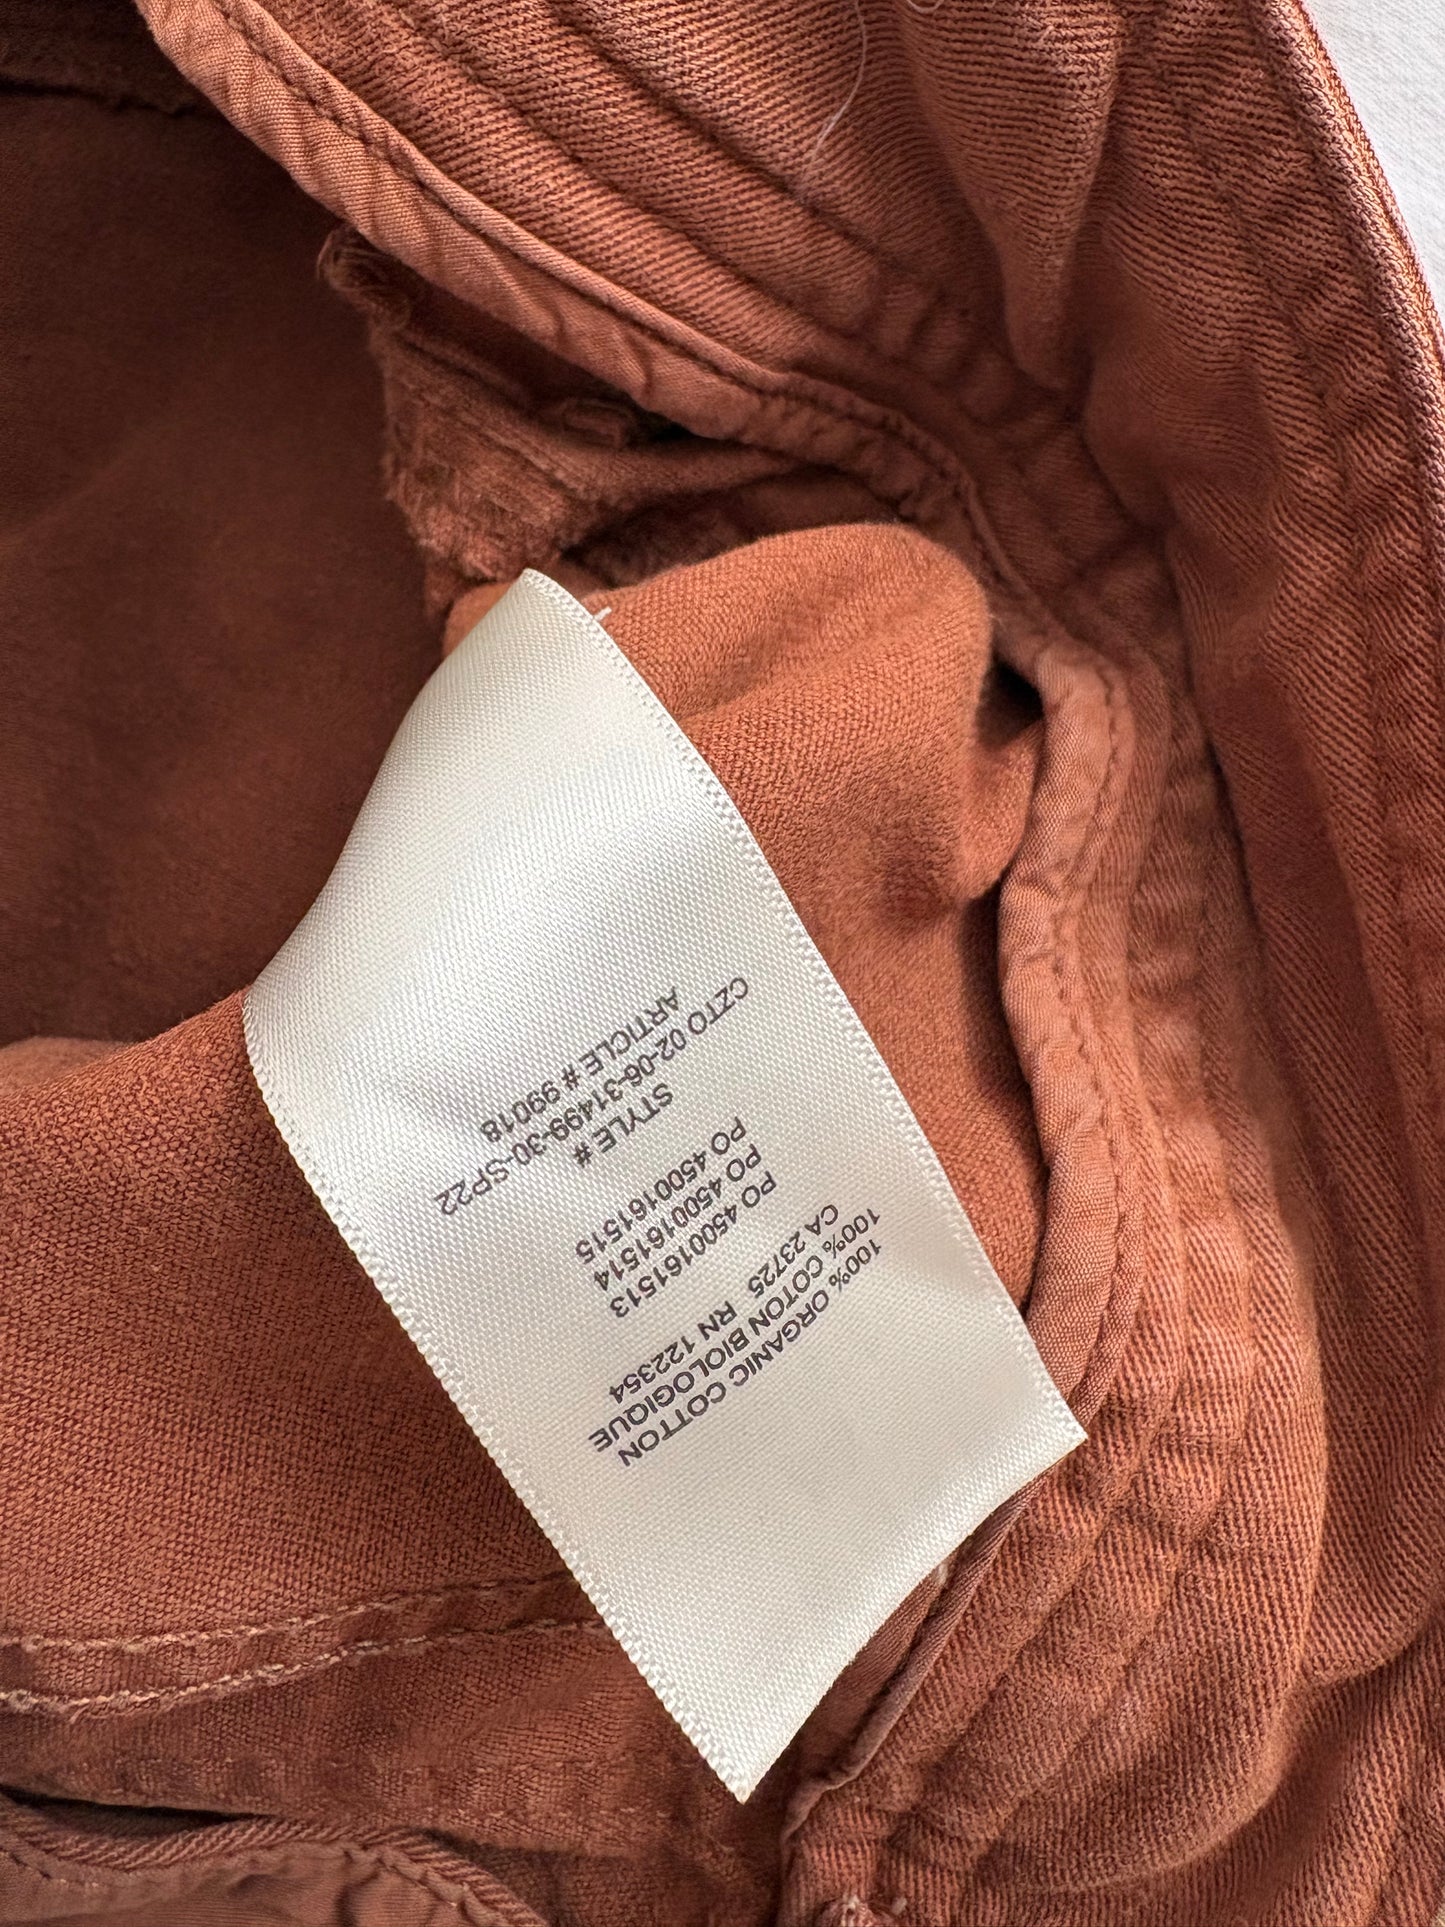 100% ORGANIC COTTON
100% COTON BIOLOGIQUE
CA 23725 RN 122354
PO 4500161513
PO 4500161514
PO 4500161515
STYLE #
CZTO 02-06-31499-30-SP22
ARTICLE # 99018